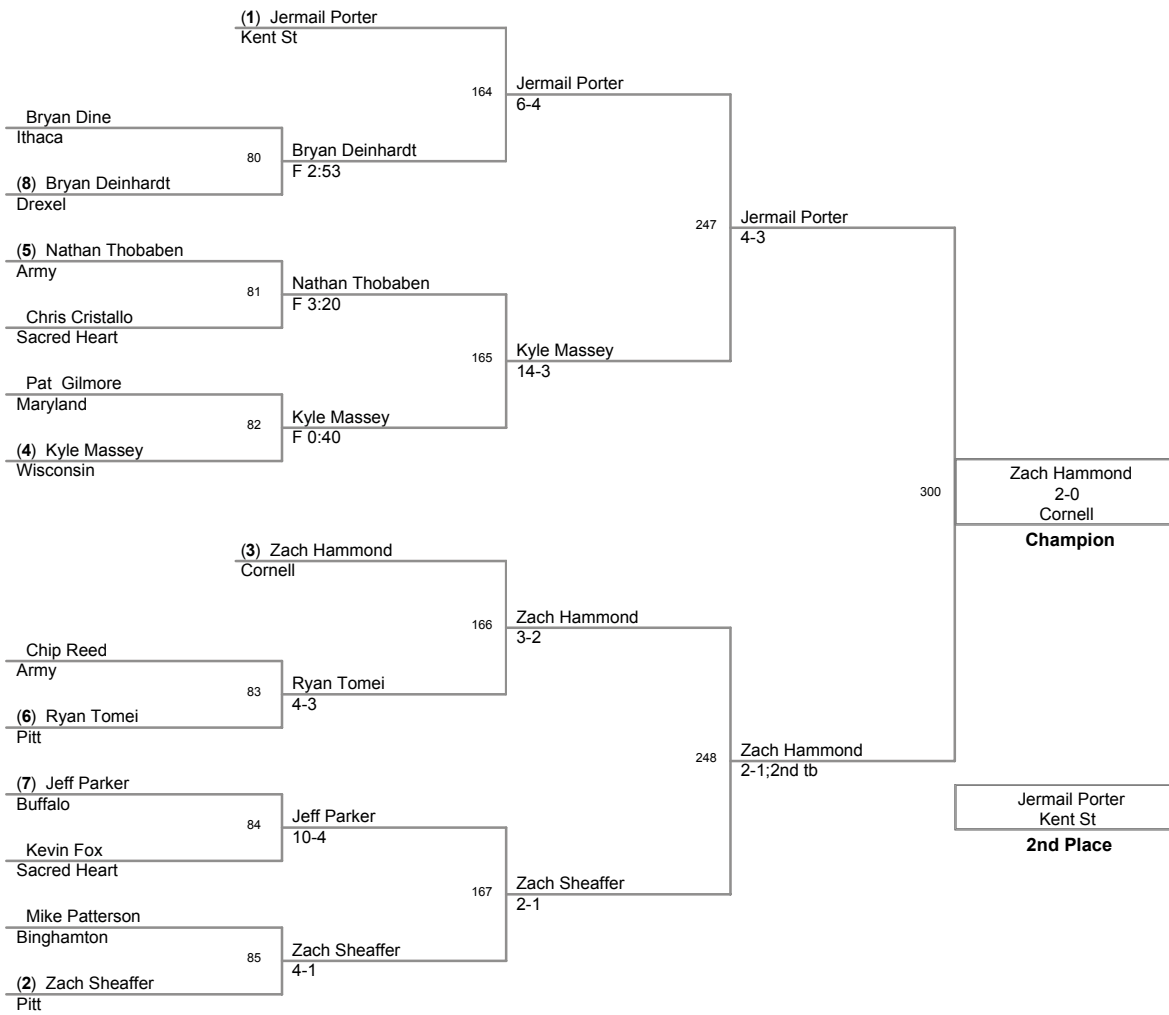 (1) Jermail Porter
Kent St
164
Jermail Porter
6-4
Bryan Dine
Ithaca
80
Bryan Deinhardt
F 2:53
(8) Bryan Deinhardt
Drexel
247
Jermail Porter
4-3
(5) Nathan Thobaben
Army
81
Nathan Thobaben
F 3:20
Chris Cristallo
Sacred Heart
165
Kyle Massey
14-3
Pat Gilmore
Maryland
82
Kyle Massey
F 0:40
(4) Kyle Massey
Wisconsin
300
Zach Hammond
2-0
Cornell
Champion
(3) Zach Hammond
Cornell
166
Zach Hammond
3-2
Chip Reed
Army
83
Ryan Tomei
4-3
(6) Ryan Tomei
Pitt
248
Zach Hammond
2-1;2nd tb
(7) Jeff Parker
Buffalo
84
Jeff Parker
10-4
Kevin Fox
Sacred Heart
167
Zach Sheaffer
2-1
Mike Patterson
Binghamton
85
Zach Sheaffer
4-1
(2) Zach Sheaffer
Pitt
Jermail Porter
Kent St
2nd Place